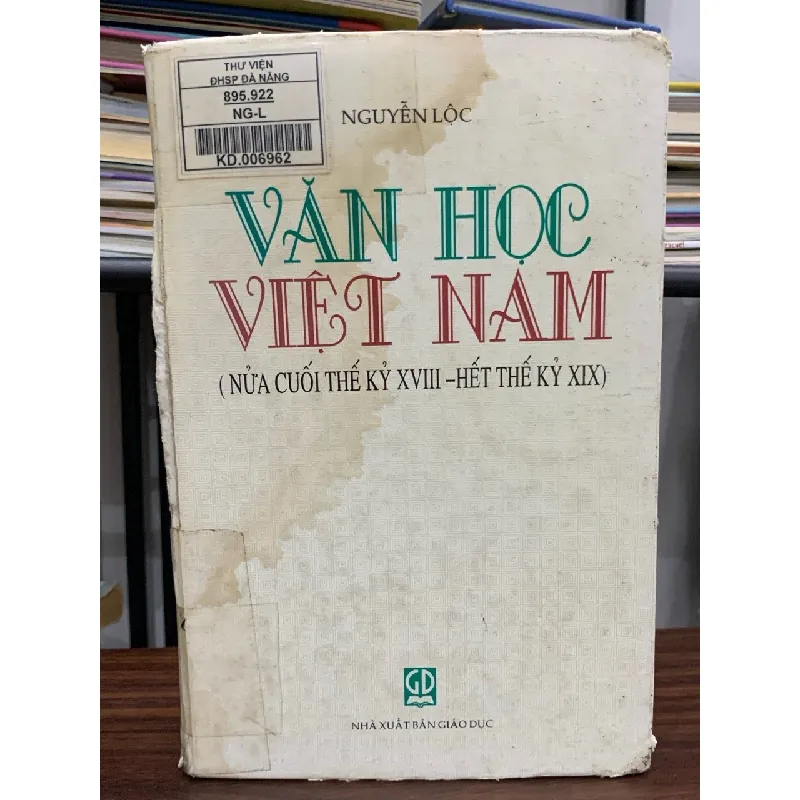 THƯ VIỆN
ĐHSP ĐÀ NẴNG
895.922
NG-L
KD.006962
NGUYỄN LỘC
VĂN HỌC
VIỆT NAM
( NỬA CUỐI THẾ KỶ XVIII –HẾT THẾ KỶ XIX)
GD
NHÀ XUẤT BẢN GIÁO DỤC